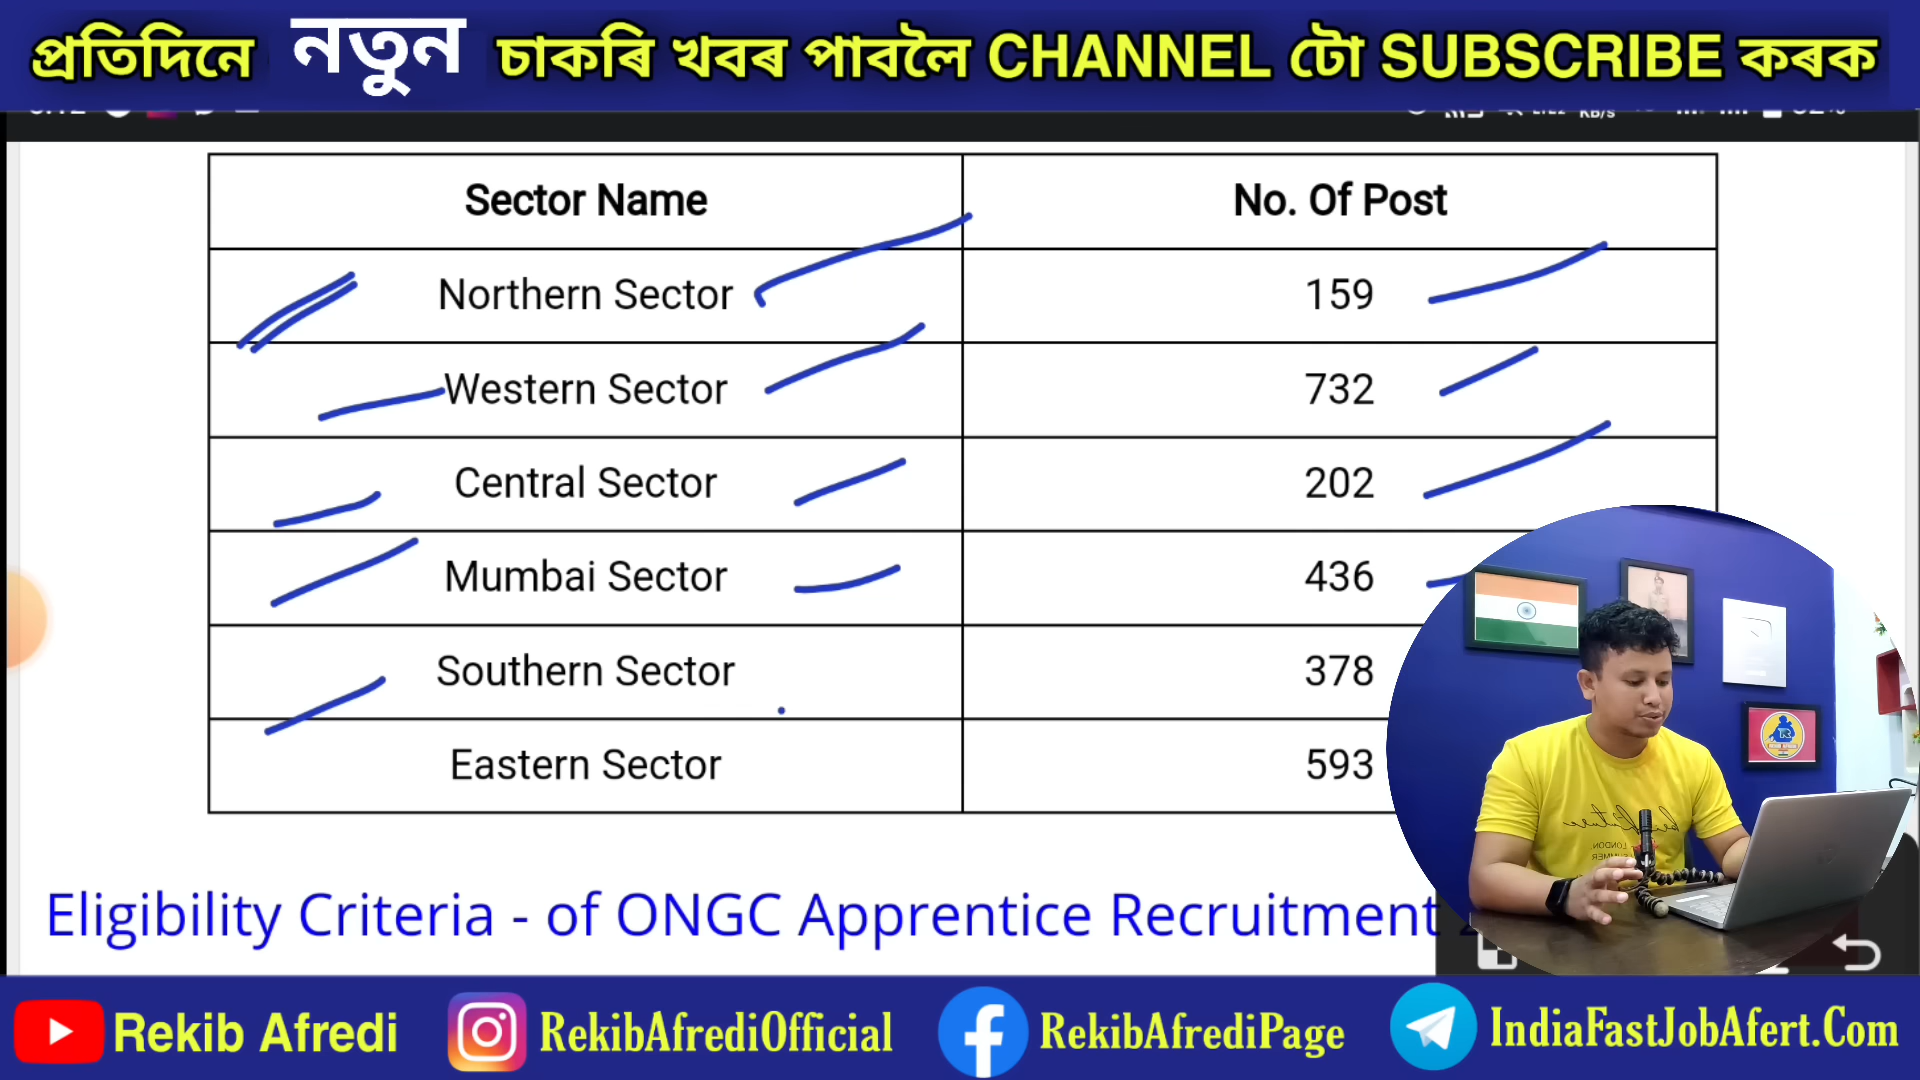 প্ৰতিদিনে নতুন চাকৰি খবৰ পাবলৈ CHANNEL টো SUBSCRIBE কৰক
KB/s
Sector Name No. Of Post
Northern Sector 159
Western Sector 732
Central Sector 202
Mumbai Sector 436
Southern Sector 378
Eastern Sector 593
Eligibility Criteria - of ONGC Apprentice Recruitment
LONDON.
Rekib Afredi RekibAfrediOfficial RekibAfrediPage IndiaFastJobAfert.Com